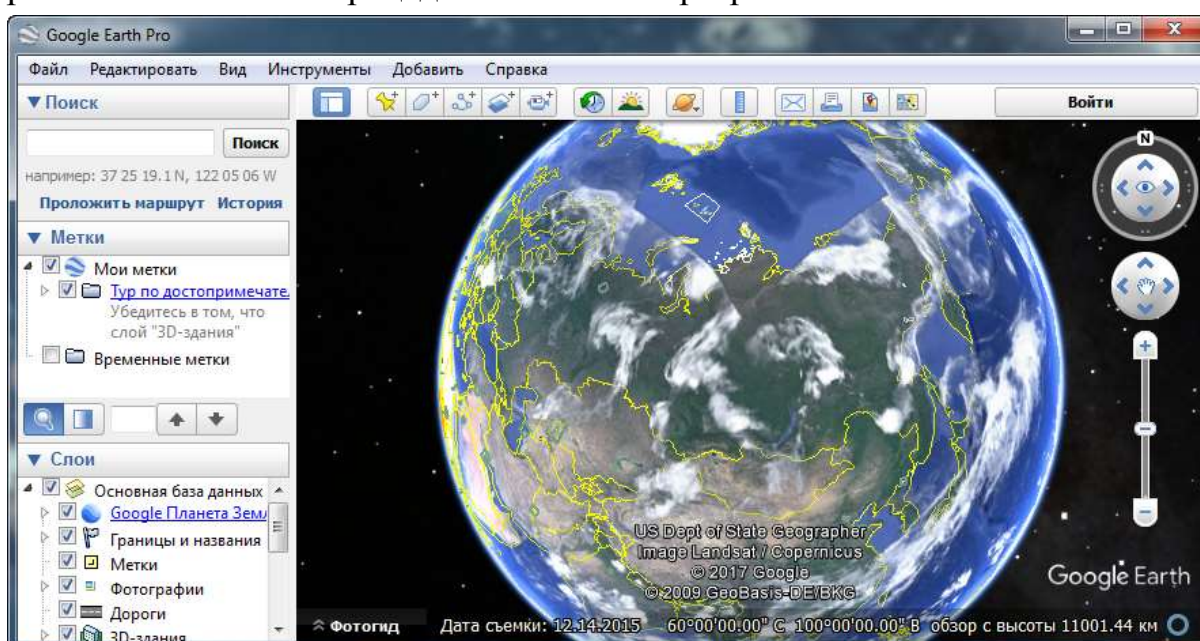 Google Earth Pro
Файл Редактировать Вид Инструменты Добавить Справка
Поиск
Войти
Поиск
например: 37 25 19.1 N, 122 05 06 W
Проложить маршрут История
Метки
Мои метки
Тур по достопримечате.
Убедитесь в том, что
слой "3D-здания"
Временные метки
Слои
Основная база данных
Google Планета Земл
Границы и названия
Метки
Фотографии
Дороги
3D-здания
N
US Dept of State Geographer
Image Landsat / Copernicus
© 2017 Google
© 2009 GeoBasis-DE/BKG
Google Earth
Фотогид Дата съемки: 12.14.2015 60°00'00.00" С 100°00'00.00" В обзор с высоты 11001.44 км